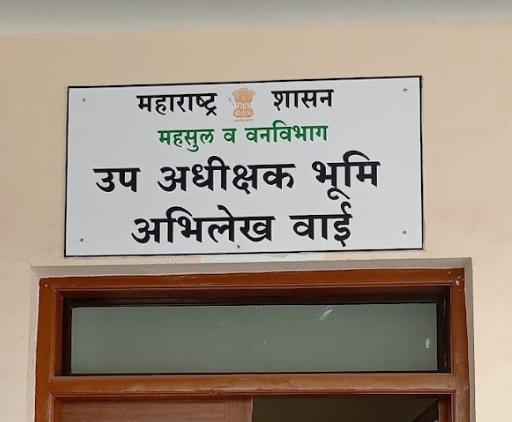 महाराष्ट्र शासन
महसुल व वनविभाग
उप अधीक्षक भूमि
अभिलेख वाई